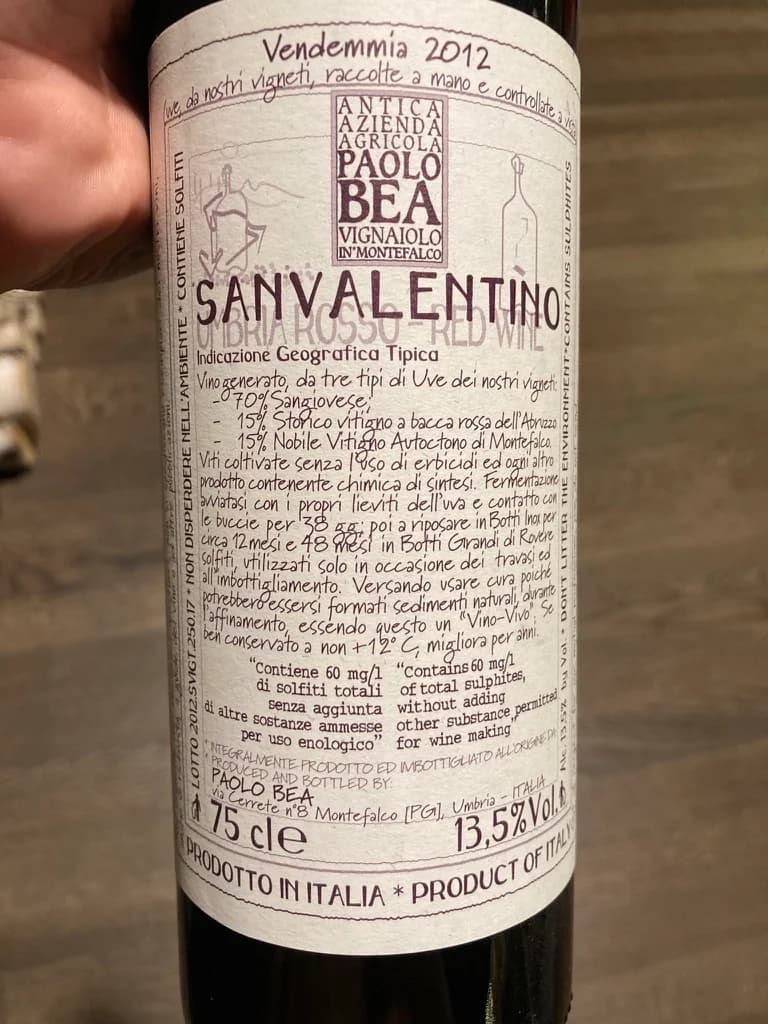 Vendemmia 2012
da nostri vigneti, raccolte a mano e controllate a
ANTICA
AZIENDA
AGRICOLA
PAOLO
BEA
VIGNAIOLO
IN MONTEFALCO
SANVALENTINO
UMBRIA ROSSO - RED WINE
Indicazione Geografica Tipica
Vino generato, da tre tipi di Uve dei nostri vigneti:
- 70% Sangiovese,
- 15% Storico vitigno a bacca rossa dell'Abruzzo
- 15% Nobile Vitigno Autoctono di Montefalco.
Viti coltivate senza l'uso di erbicidi ed ogni altro
prodotto contenente chimica di sintesi. Fermentazione
avviatasi con i propri lieviti dell'uva e contatto con
le buccie per 38 gg; poi a riposare in Botti Inox per
circa 12 mesi e 48 mesi in Botti Grandi di Rovere
solfiti, utilizzati solo in occasione dei travasi ed
all'imbottigliamento. Versando usare cura poiché
potrebbero essersi formati sedimenti naturali, durante
l'affinamento, essendo questo un "Vino-Vivo". Se
ben conservato a non +12° C, migliora per anni.
"Contiene 60 mg/l
di solfiti totali
senza aggiunta
di altre sostanze ammesse
per uso enologico"
"Contains 60 mg/l
of total sulphites,
without adding
other substance permitted
for wine making"
*INTEGRALMENTE PRODOTTO ED IMBOTTIGLIATO ALL'ORIGINE DA
*PRODUCED AND BOTTLED BY:
PAOLO BEA
via Cerrete n°8 Montefalco [PG], Umbria - ITALIA
75 cl e
13,5% Vol.
PRODOTTO IN ITALIA * PRODUCT OF ITALY
LOTTO 2012.SVIGT.250.17 * NON DISPERDERE NELL'AMBIENTE * CONTIENE SOLFITI
Alc. 13,5% by Vol. * DON'T LITTER THE ENVIRONMENT * CONTAINS SULPHITES